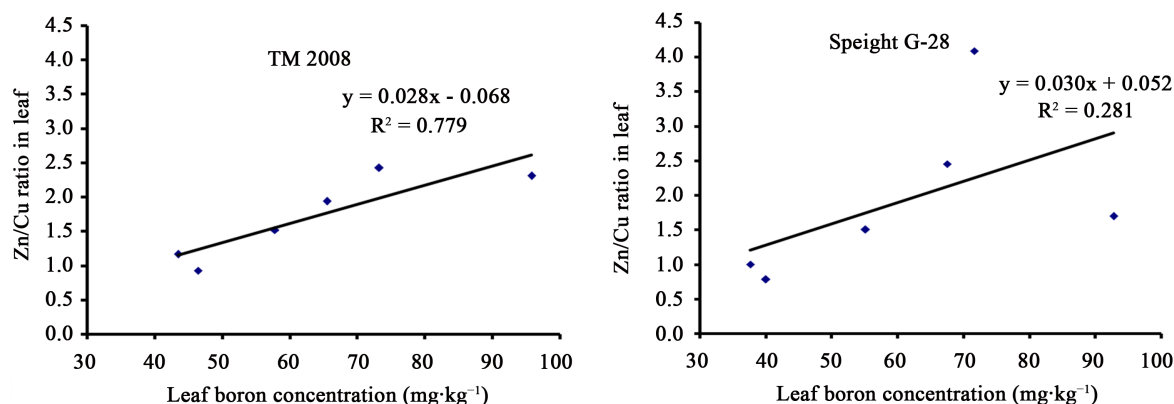 TM 2008
y = 0.028x - 0.068
R² = 0.779
Zn/Cu ratio in leaf
4.5
4.0
3.5
3.0
2.5
2.0
1.5
1.0
0.5
0.0
30 40 50 60 70 80 90 100
Leaf boron concentration (mg·kg⁻¹)
Speight G-28
y = 0.030x + 0.052
R² = 0.281
Zn/Cu ratio in leaf
4.5
4.0
3.5
3.0
2.5
2.0
1.5
1.0
0.5
0.0
30 40 50 60 70 80 90 100
Leaf boron concentration (mg·kg⁻¹)